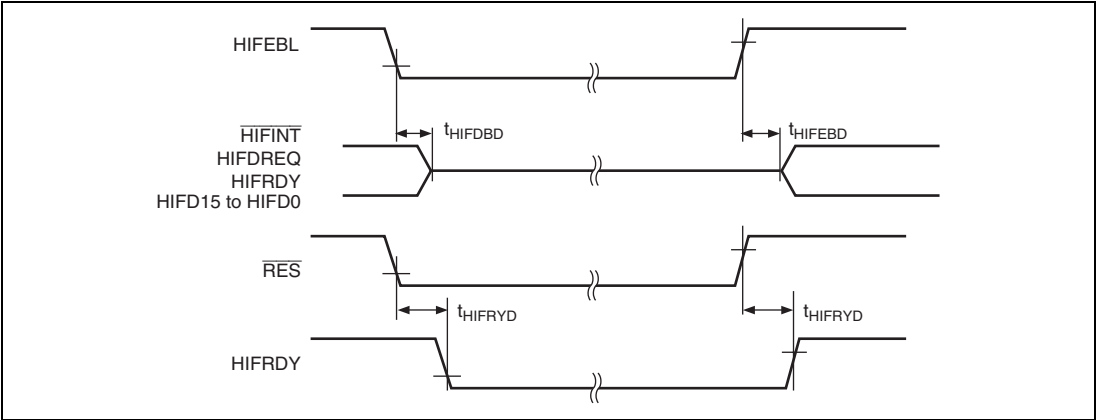 HIFEBL
HIFINT
tHIFDBD
tHIFEBD
HIFDREQ
HIFRDY
HIFD15 to HIFD0
RES
tHIFRYD
tHIFRYD
HIFRDY